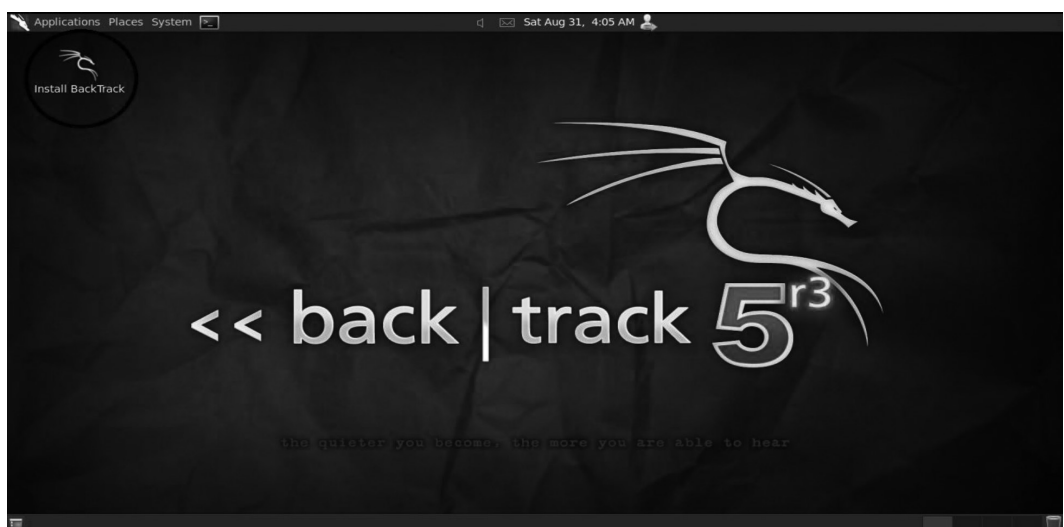 Applications Places System Sat Aug 31, 4:05 AM
Install BackTrack
<< back | track 5 r3
the quieter you become, the more you are able to hear